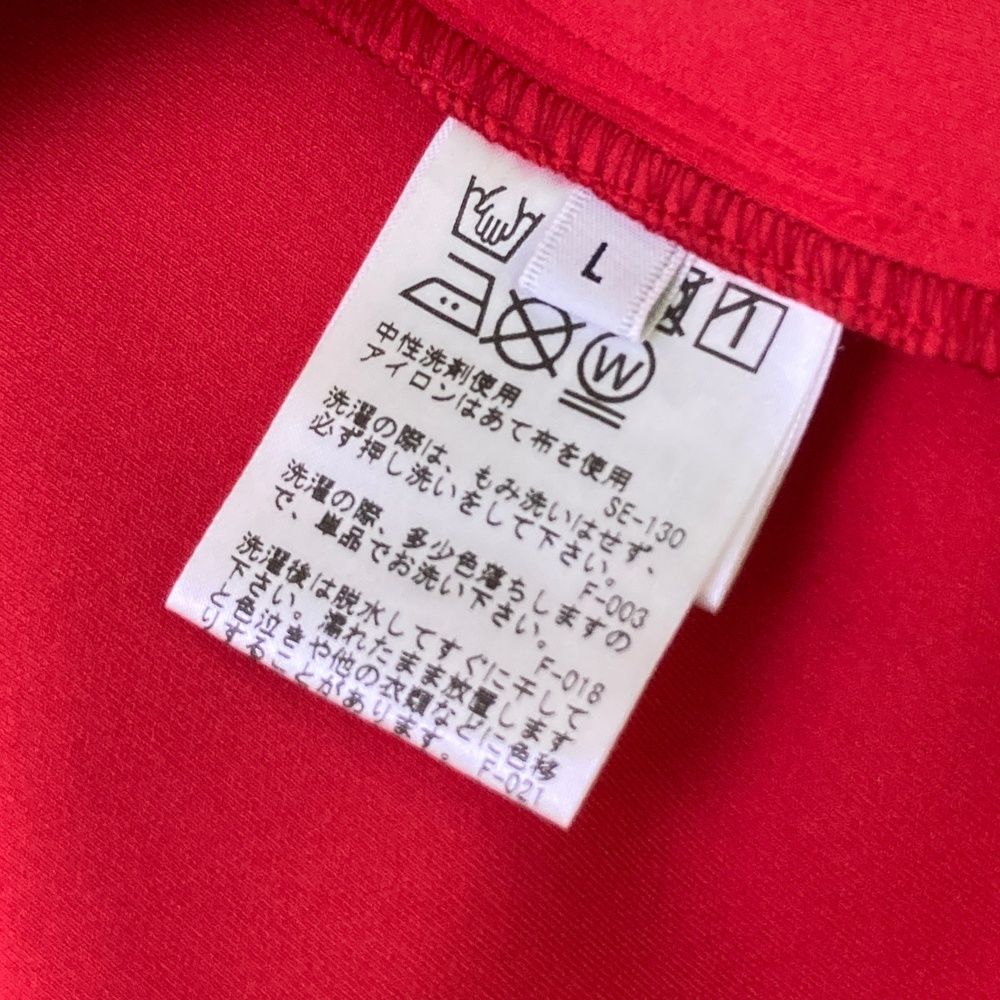 L
W
中性洗剤使用
アイロンはあて布を使用
SE-130
洗濯の際は、もみ洗いはせず、
必ず押し洗いをして下さい。
F-003
洗濯の際、多少色落ちしますの
で、単品でお洗い下さい。
F-018
洗濯後は脱水してすぐに干して
下さい。濡れたまま放置します
と色泣きや他の衣類などに色移
りすることがあります。 F-021